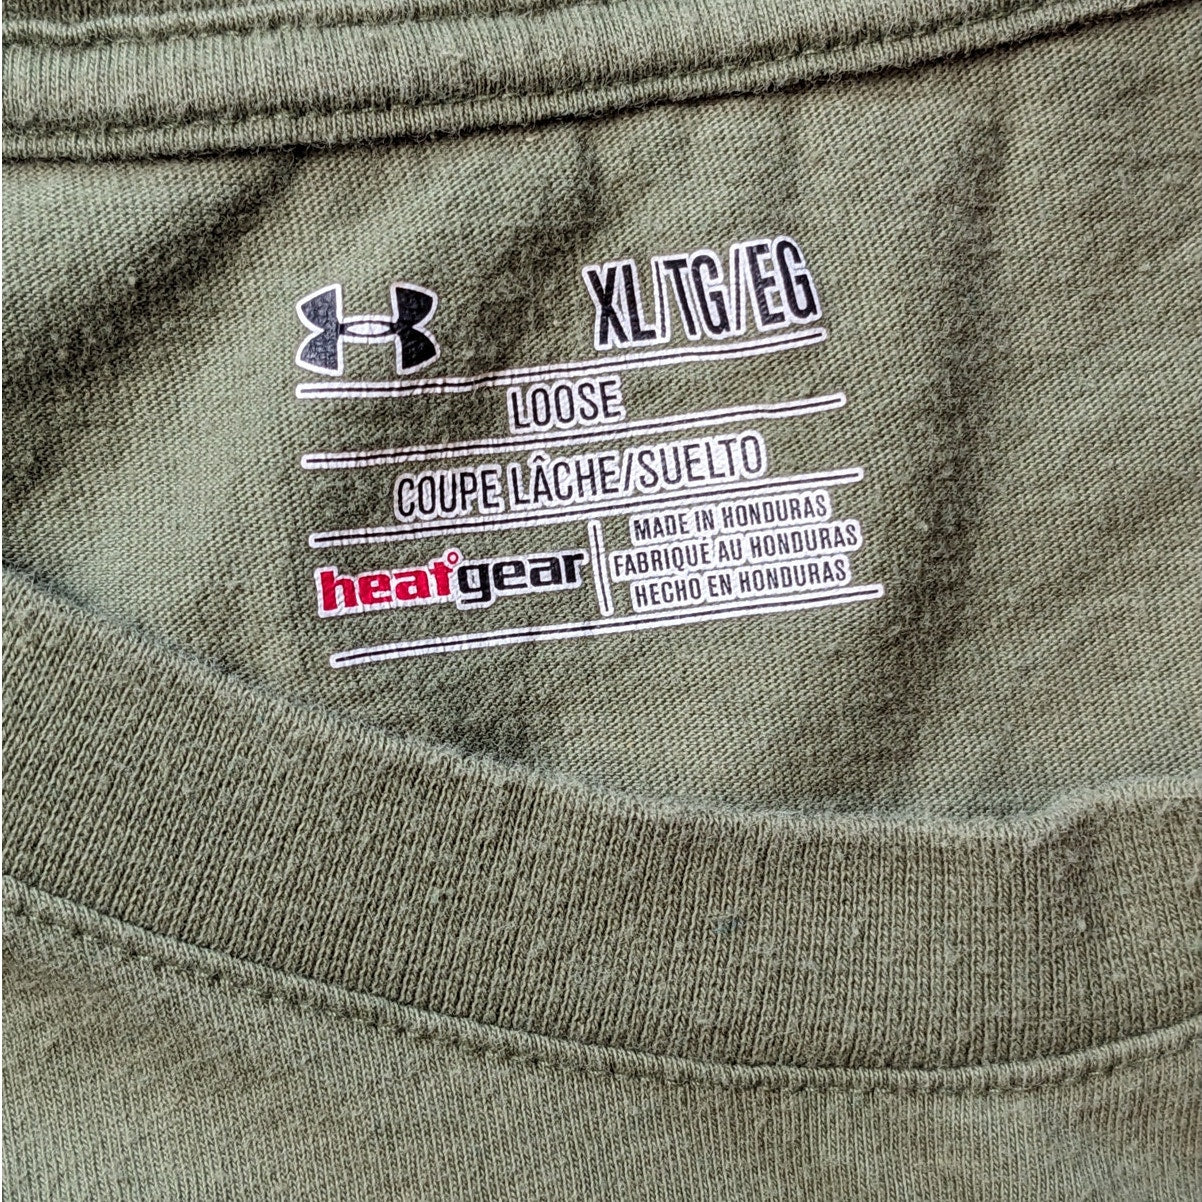 XL/TG/EG
LOOSE
COUPE LÂCHE/SUELTO
heatgear
MADE IN HONDURAS
FABRIQUÉ AU HONDURAS
HECHO EN HONDURAS